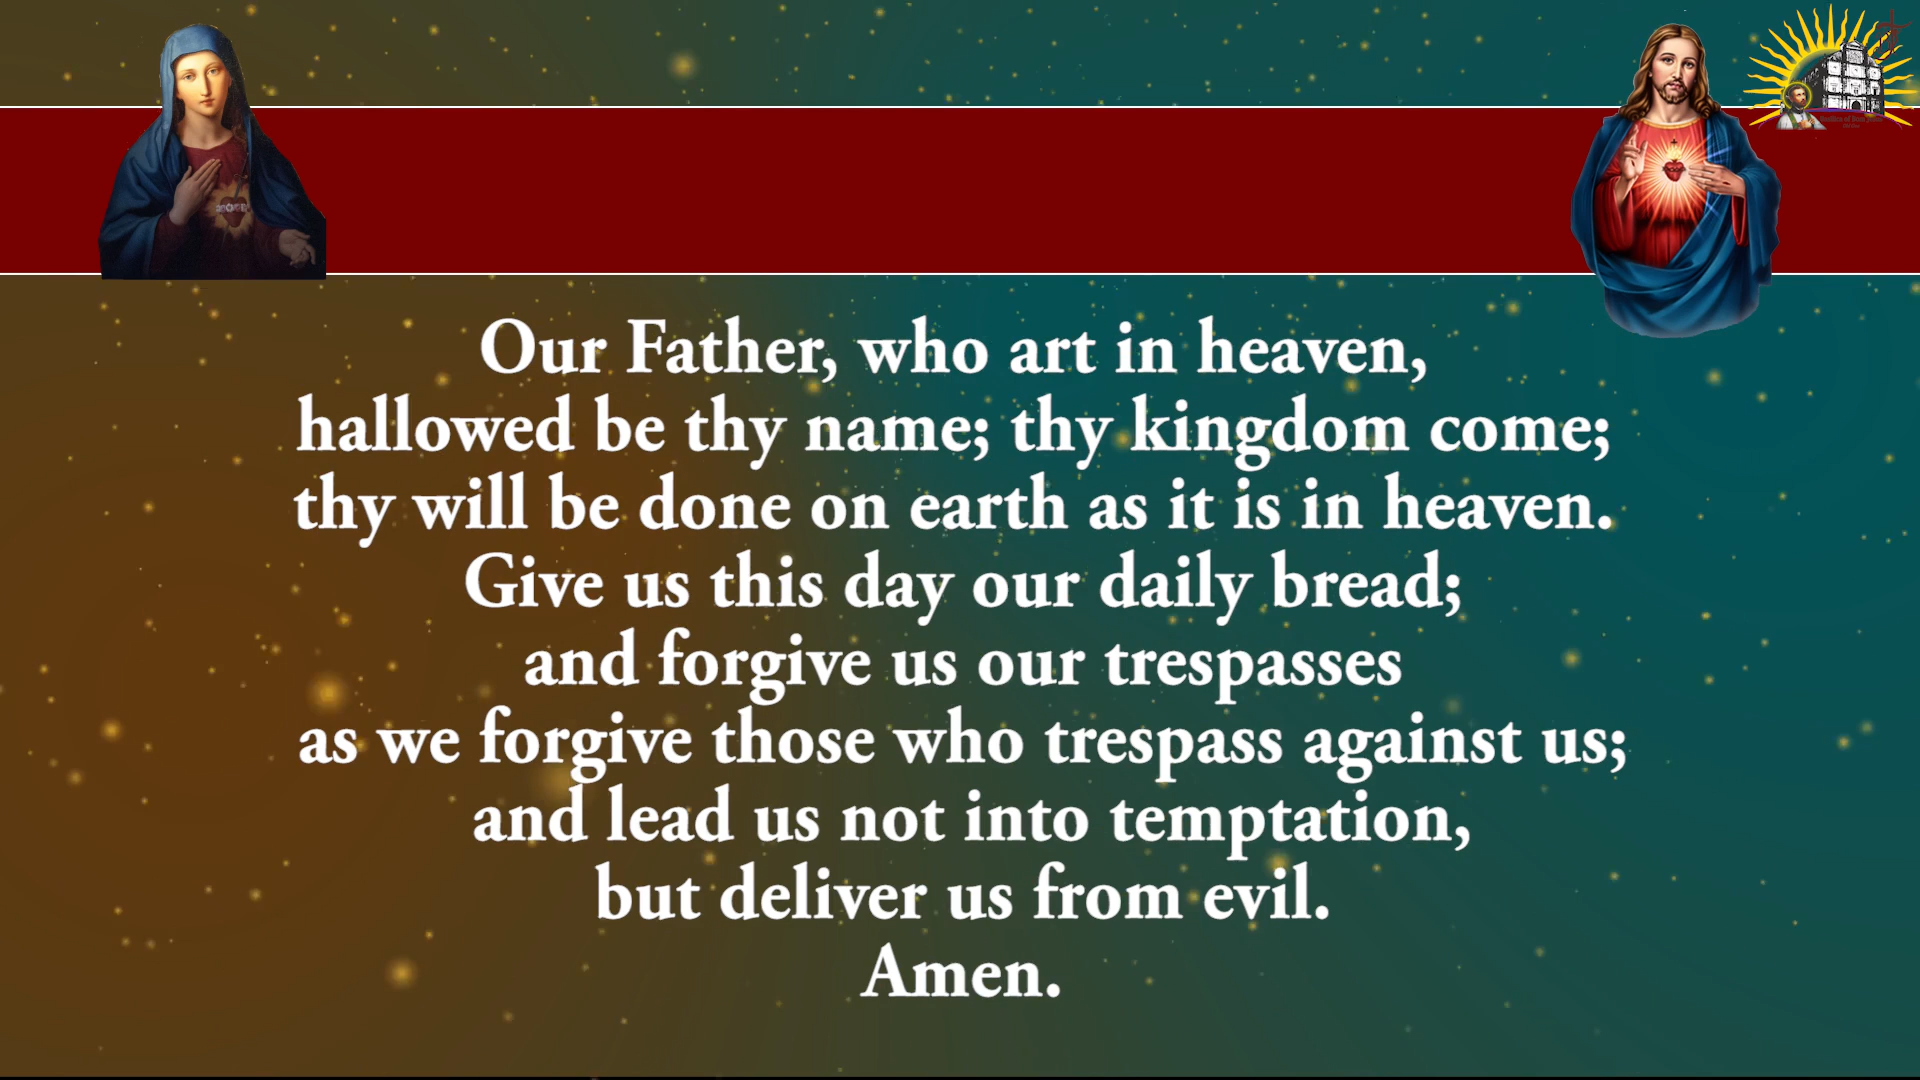 Our Father, who art in heaven,
hallowed be thy name; thy kingdom come;
thy will be done on earth as it is in heaven.
Give us this day our daily bread;
and forgive us our trespasses
as we forgive those who trespass against us;
and lead us not into temptation,
but deliver us from evil.
Amen.